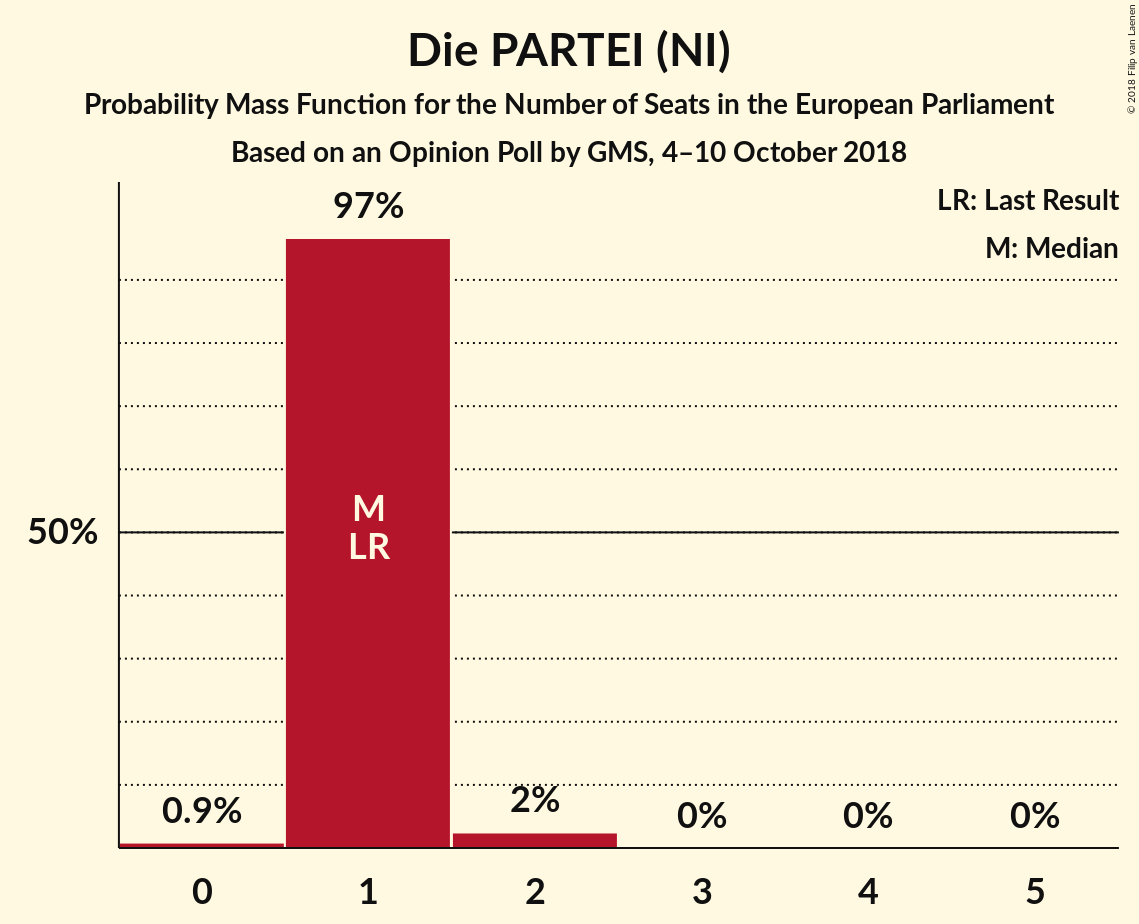 Die PARTEI (NI)
Probability Mass Function for the Number of Seats in the European Parliament
Based on an Opinion Poll by GMS, 4–10 October 2018
© 2018 Filip van Laenen
LR: Last Result
M: Median
97%
M
LR
50%
0.9%
2%
0%
0%
0%
0
1
2
3
4
5